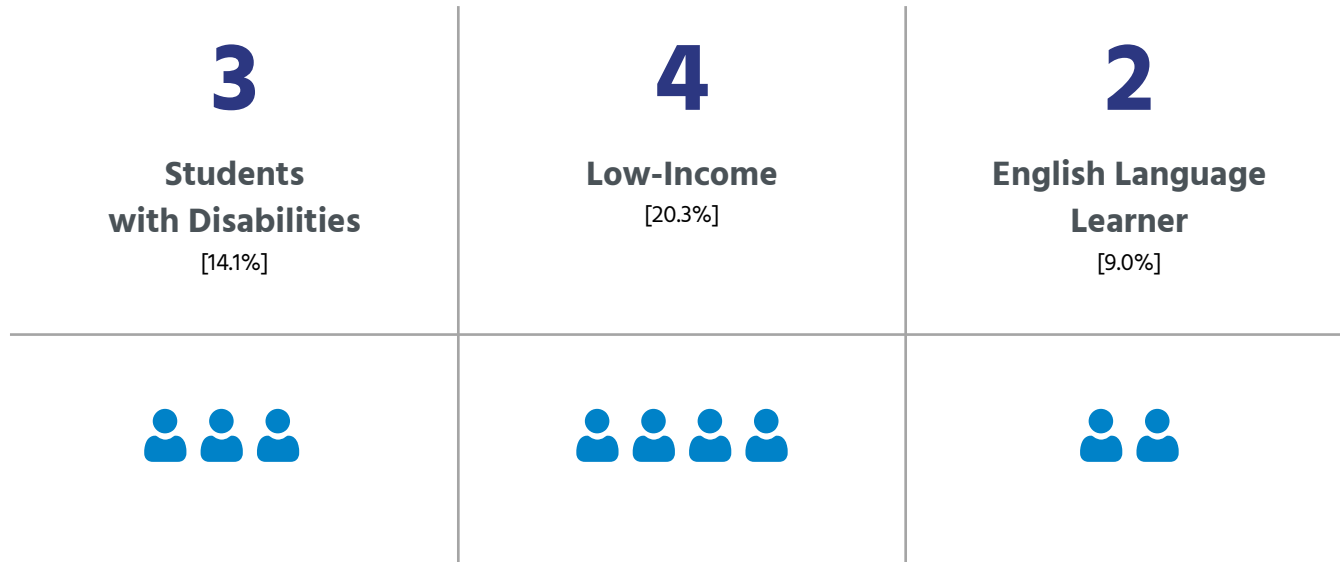 3
Students
with Disabilities
[14.1%]
4
Low-Income
[20.3%]
2
English Language
Learner
[9.0%]